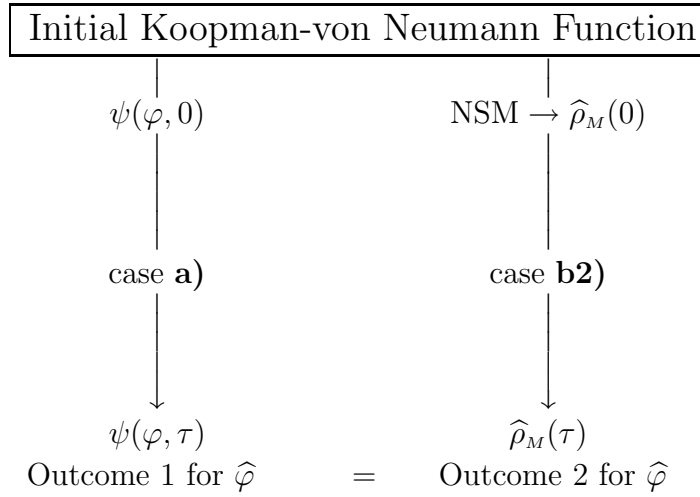 Initial Koopman-von Neumann Function
ψ(φ, 0) NSM → ρ̂_M(0)
case a) case b2)
ψ(φ, τ) ρ̂_M(τ)
Outcome 1 for φ̂ = Outcome 2 for φ̂